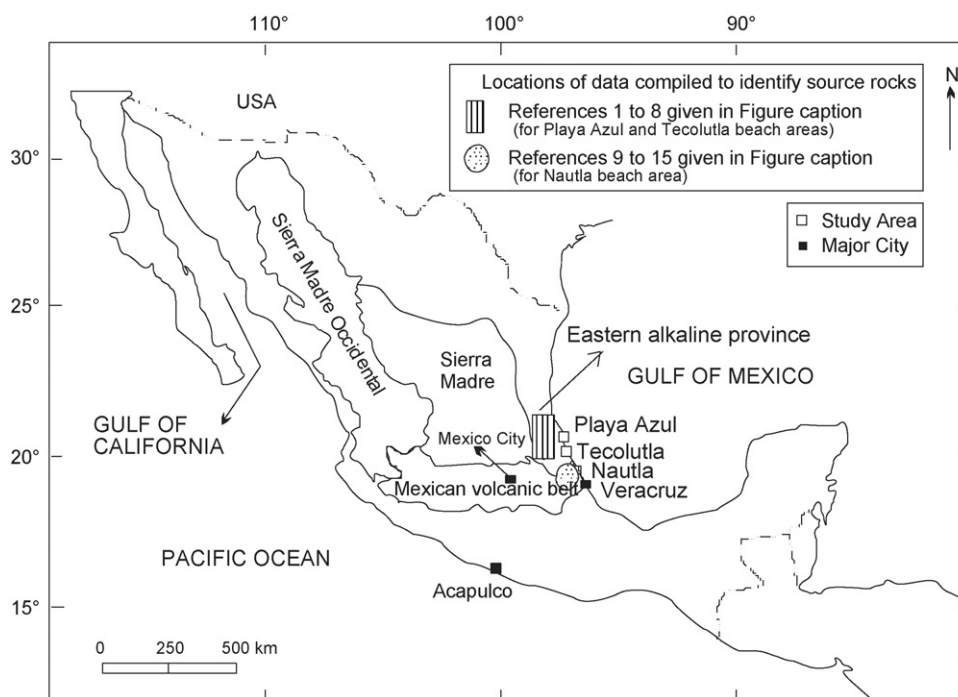 110° 100° 90°
N
Locations of data compiled to identify source rocks
References 1 to 8 given in Figure caption
(for Playa Azul and Tecolutla beach areas)
References 9 to 15 given in Figure caption
(for Nautla beach area)
USA
30°
Study Area
Major City
Sierra Madre Occidental
25°
Eastern alkaline province
Sierra
Madre
GULF OF MEXICO
GULF OF
CALIFORNIA
Playa Azul
Mexico City
Tecolutla
20°
Nautla
Mexican volcanic belt
Veracruz
PACIFIC OCEAN
Acapulco
15°
0 250 500 km